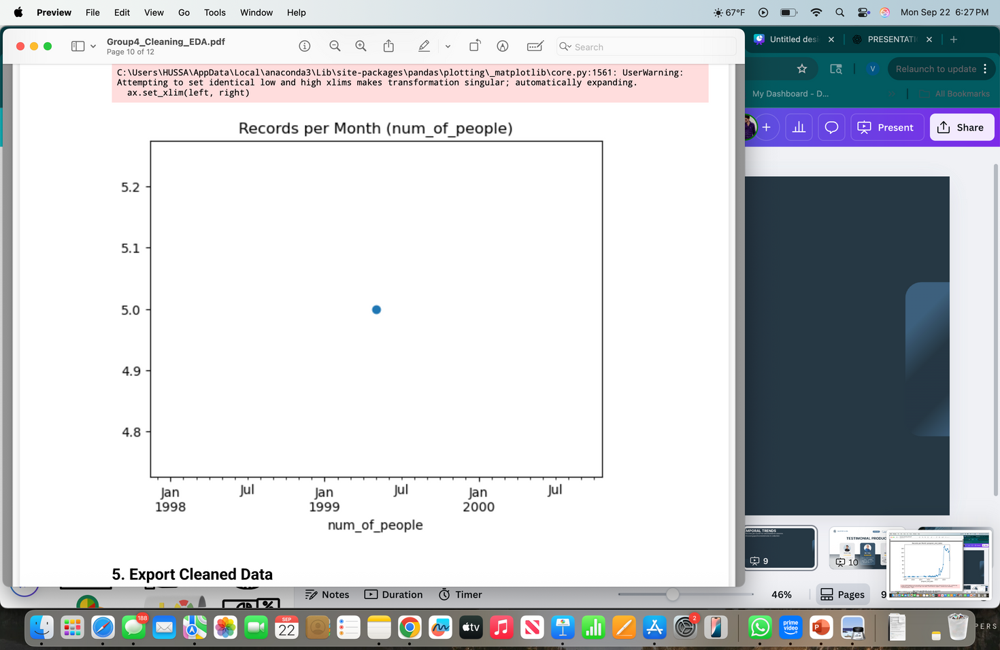 Preview File Edit View Go Tools Window Help
67°F
Mon Sep 22 6:27 PM
Group4_Cleaning_EDA.pdf
Page 10 of 12
Search
Untitled desi
PRESENTATI
V
Relaunch to update
My Dashboard - D...
All Bookmarks
Present
Share
C:\Users\HUSSA\AppData\Local\anaconda3\Lib\site-packages\pandas\plotting\_matplotlib\core.py:1561: UserWarning:
Attempting to set identical low and high xlims makes transformation singular; automatically expanding.
ax.set_xlim(left, right)
Records per Month (num_of_people)
5.2
5.1
5.0
4.9
4.8
Jan Jul Jan Jul Jan Jul
1998 1999 2000
num_of_people
5. Export Cleaned Data
EMPORAL TRENDS
9
TESTIMONIAL PRODUC
10
Notes Duration Timer
46%
Pages
9
188
SEP
22
tv
2
prime
video
PERS